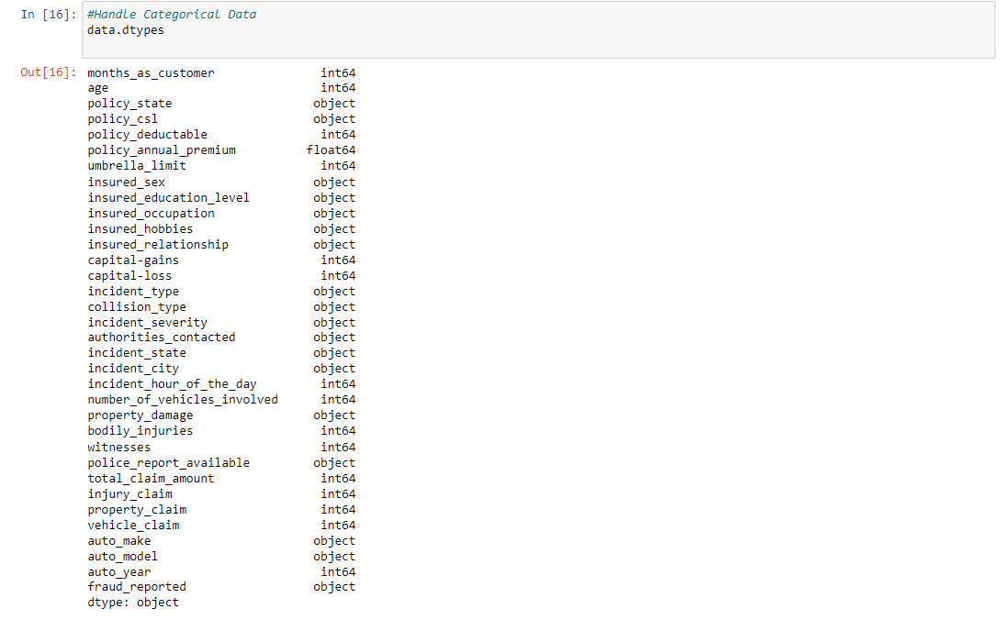 In [16]: #Handle Categorical Data
data.dtypes
Out[16]: months_as_customer int64
age int64
policy_state object
policy_csl object
policy_deductable int64
policy_annual_premium float64
umbrella_limit int64
insured_sex object
insured_education_level object
insured_occupation object
insured_hobbies object
insured_relationship object
capital-gains int64
capital-loss int64
incident_type object
collision_type object
incident_severity object
authorities_contacted object
incident_state object
incident_city object
incident_hour_of_the_day int64
number_of_vehicles_involved int64
property_damage object
bodily_injuries int64
witnesses int64
police_report_available object
total_claim_amount int64
injury_claim int64
property_claim int64
vehicle_claim int64
auto_make object
auto_model object
auto_year int64
fraud_reported object
dtype: object